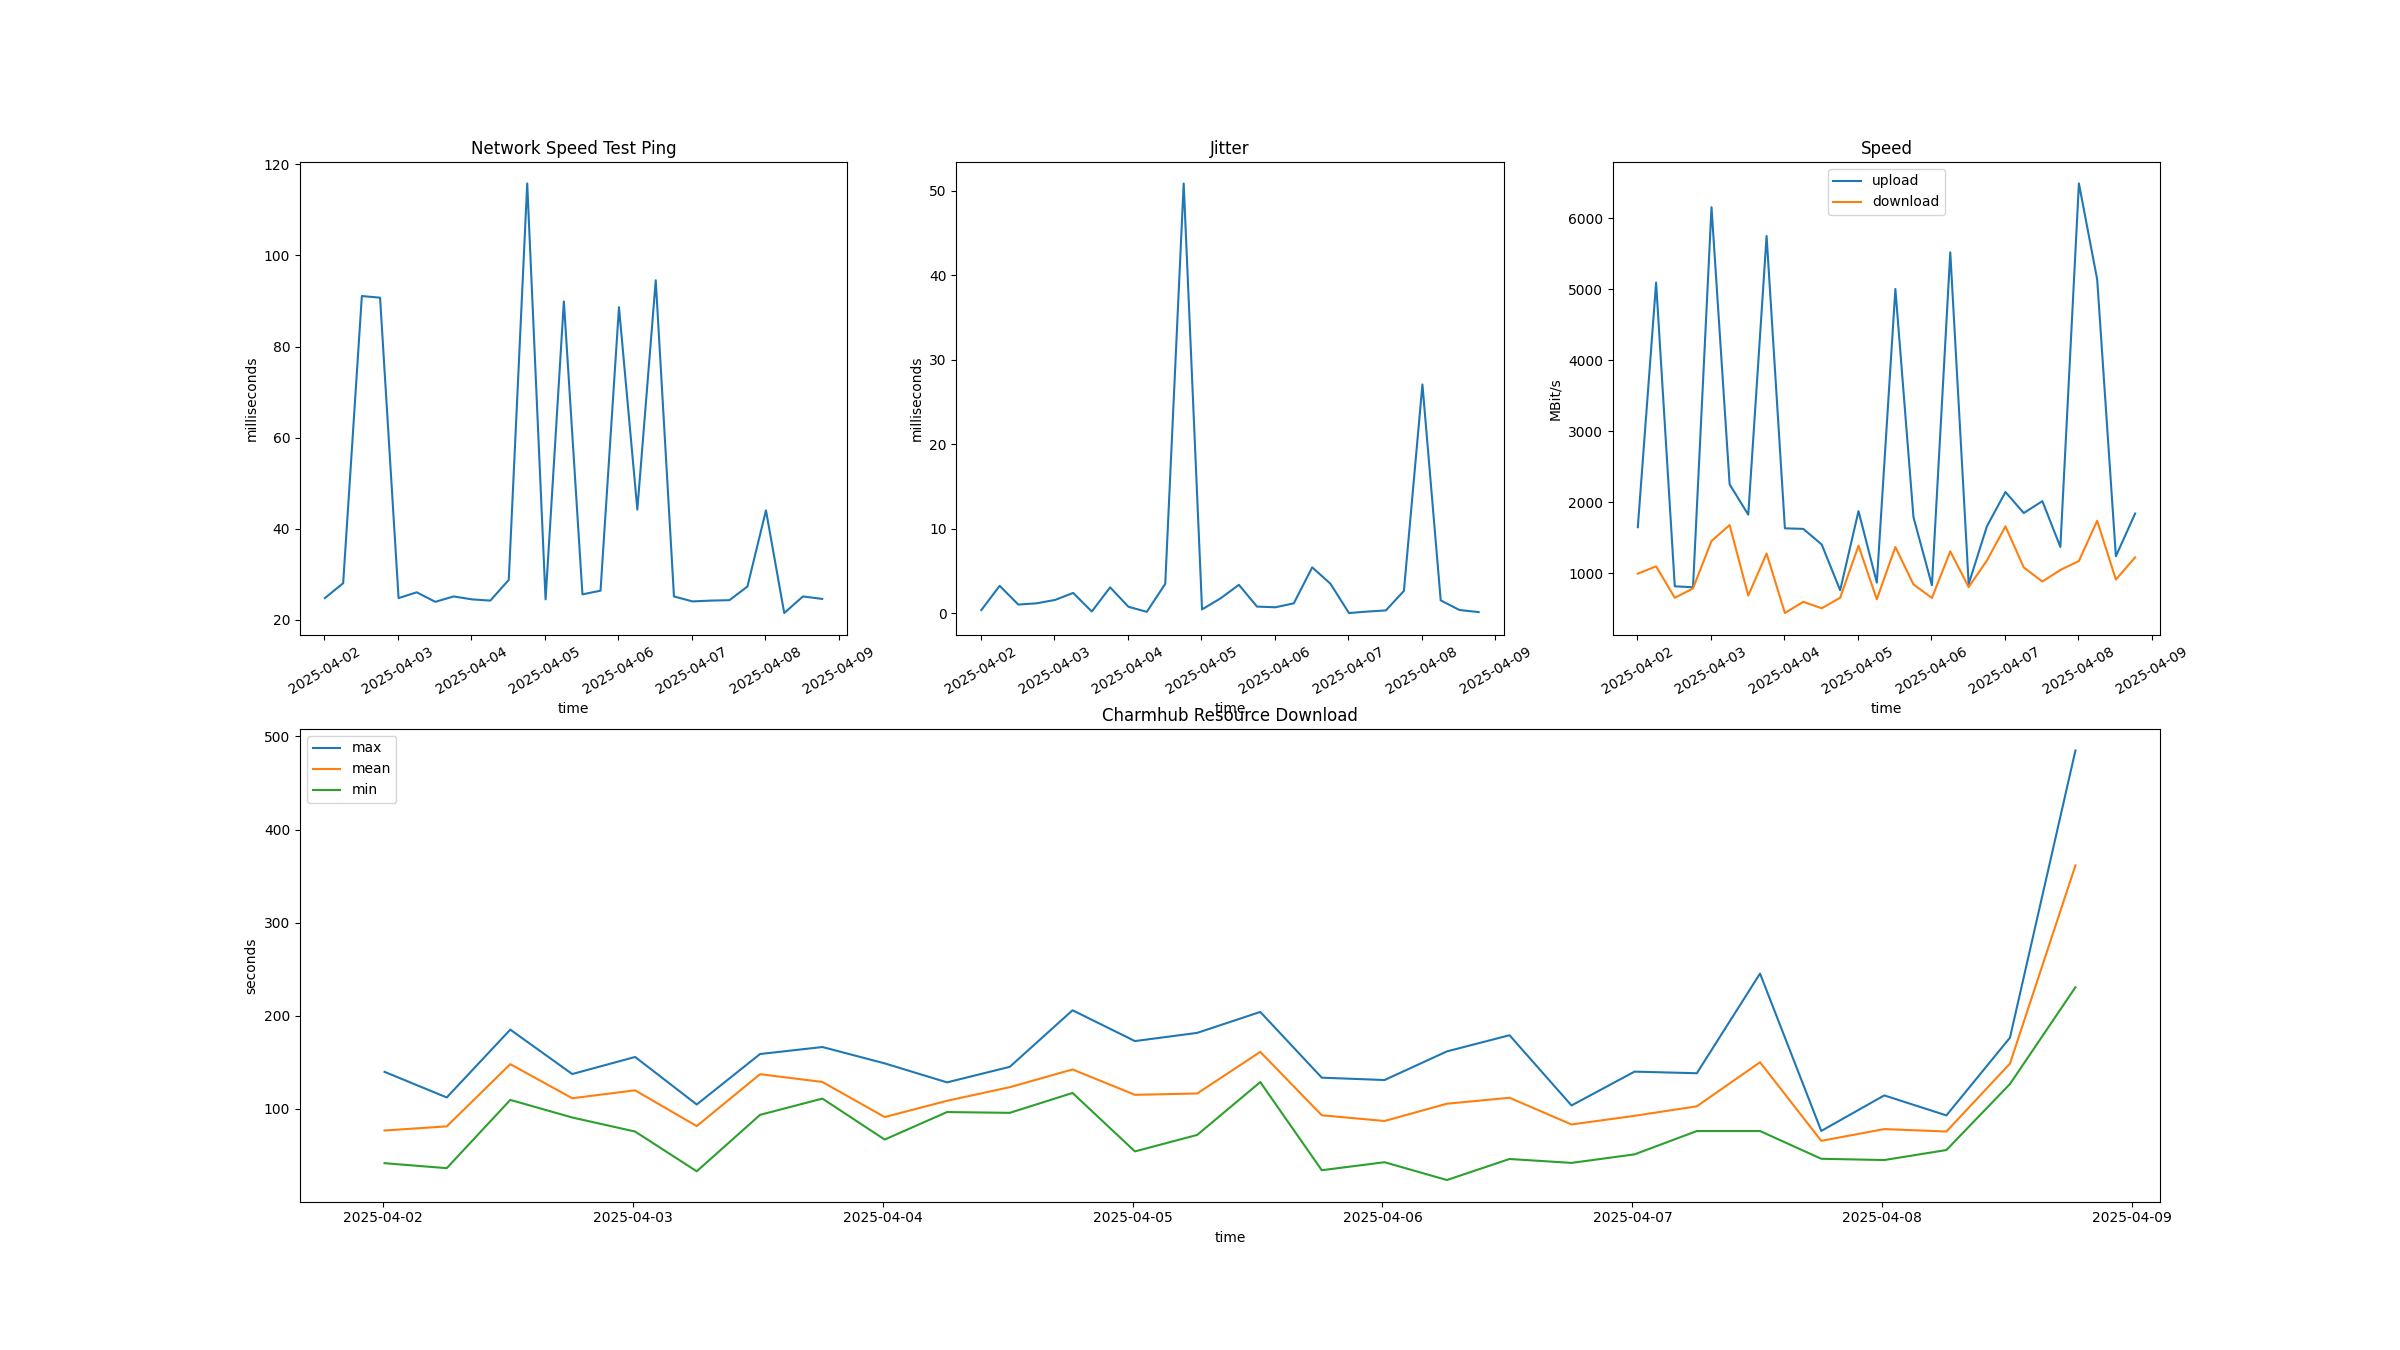 Network Speed Test Ping
120
100
80
60
40
20
milliseconds
2025-04-02 2025-04-03 2025-04-04 2025-04-05 2025-04-06 2025-04-07 2025-04-08 2025-04-09
time
Jitter
50
40
30
20
10
0
milliseconds
2025-04-02 2025-04-03 2025-04-04 2025-04-05 2025-04-06 2025-04-07 2025-04-08 2025-04-09
time
Speed
upload
download
6000
5000
4000
3000
2000
1000
MBit/s
2025-04-02 2025-04-03 2025-04-04 2025-04-05 2025-04-06 2025-04-07 2025-04-08 2025-04-09
time
Charmhub Resource Download
max
mean
min
500
400
300
200
100
seconds
2025-04-02 2025-04-03 2025-04-04 2025-04-05 2025-04-06 2025-04-07 2025-04-08 2025-04-09
time